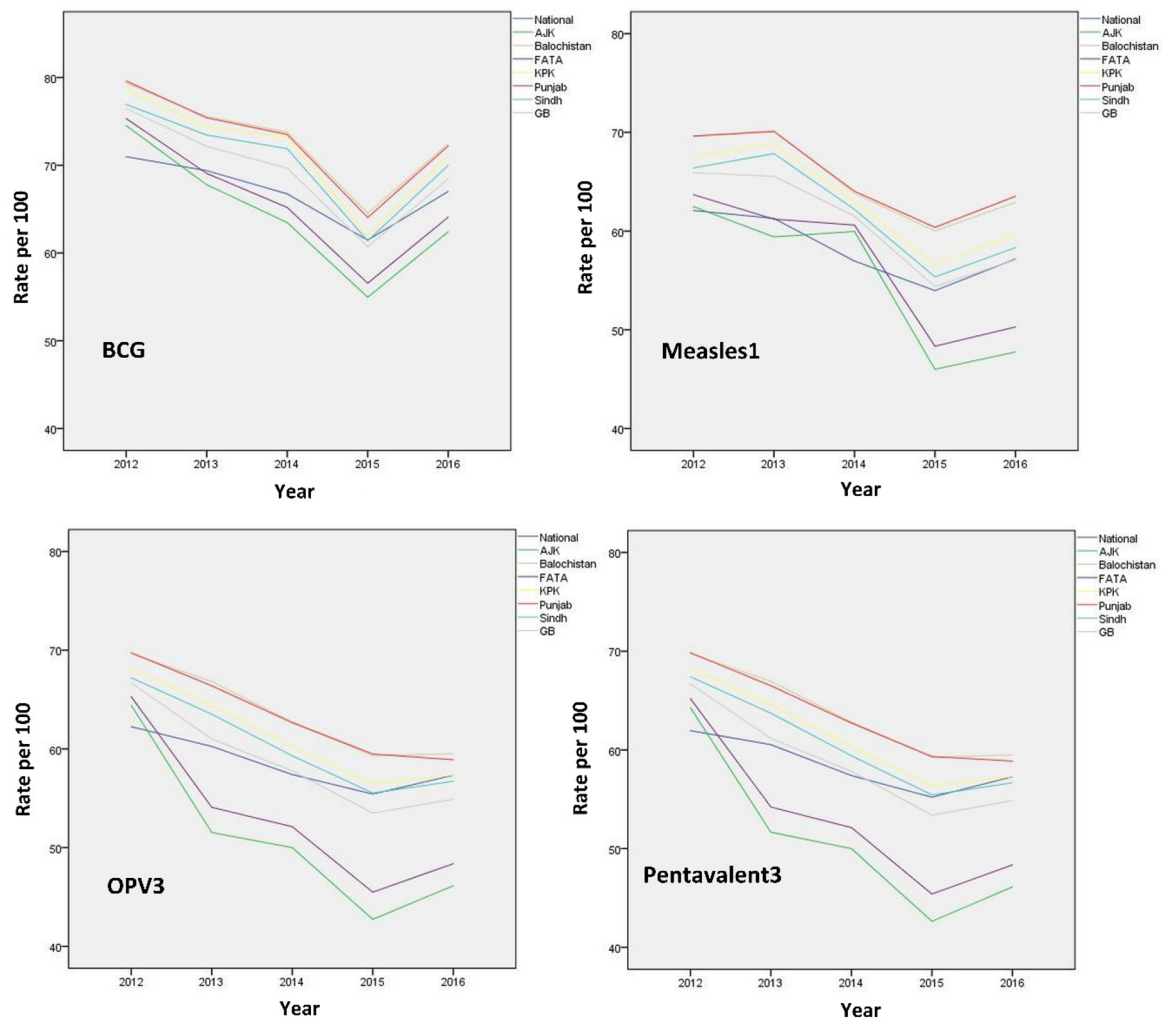 National
AJK
Balochistan
FATA
KPK
Punjab
Sindh
GB
80
70
60
50
40
Rate per 100
BCG
2012 2013 2014 2015 2016
Year
National
AJK
Balochistan
FATA
KPK
Punjab
Sindh
GB
80
70
60
50
40
Rate per 100
Measles1
2012 2013 2014 2015 2016
Year
National
AJK
Balochistan
FATA
KPK
Punjab
Sindh
GB
80
70
60
50
40
Rate per 100
OPV3
2012 2013 2014 2015 2016
Year
National
AJK
Balochistan
FATA
KPK
Punjab
Sindh
GB
80
70
60
50
40
Rate per 100
Pentavalent3
2012 2013 2014 2015 2016
Year